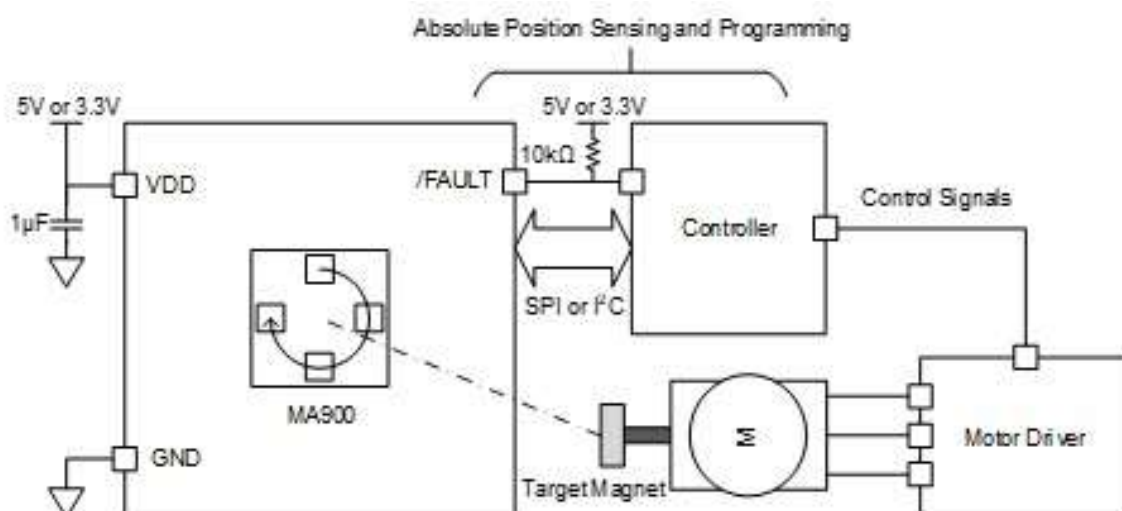 Absolute Position Sensing and Programming
5V or 3.3V
5V or 3.3V
10kΩ
VDD
/FAULT
1µF
Control Signals
Controller
SPI or I²C
MA900
M
Motor Driver
GND
Target Magnet